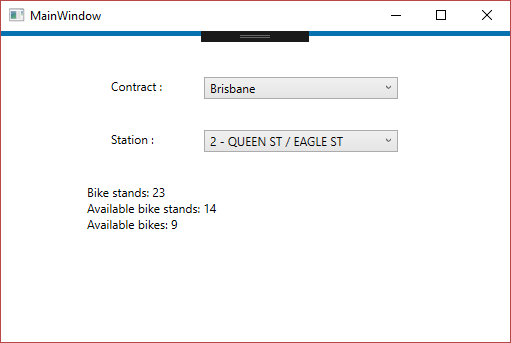 MainWindow
Contract :
Brisbane
Station :
2 - QUEEN ST / EAGLE ST
Bike stands: 23
Available bike stands: 14
Available bikes: 9